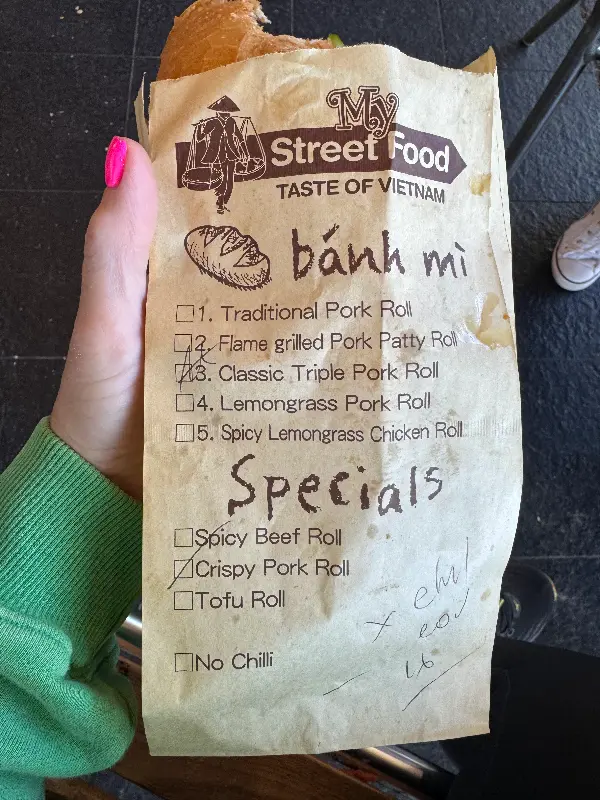 My
Street Food
TASTE OF VIETNAM
bánh mì
1. Traditional Pork Roll
2. Flame grilled Pork Patty Roll
3. Classic Triple Pork Roll
4. Lemongrass Pork Roll
5. Spicy Lemongrass Chicken Roll
Specials
Spicy Beef Roll
Crispy Pork Roll
Tofu Roll
No Chilli